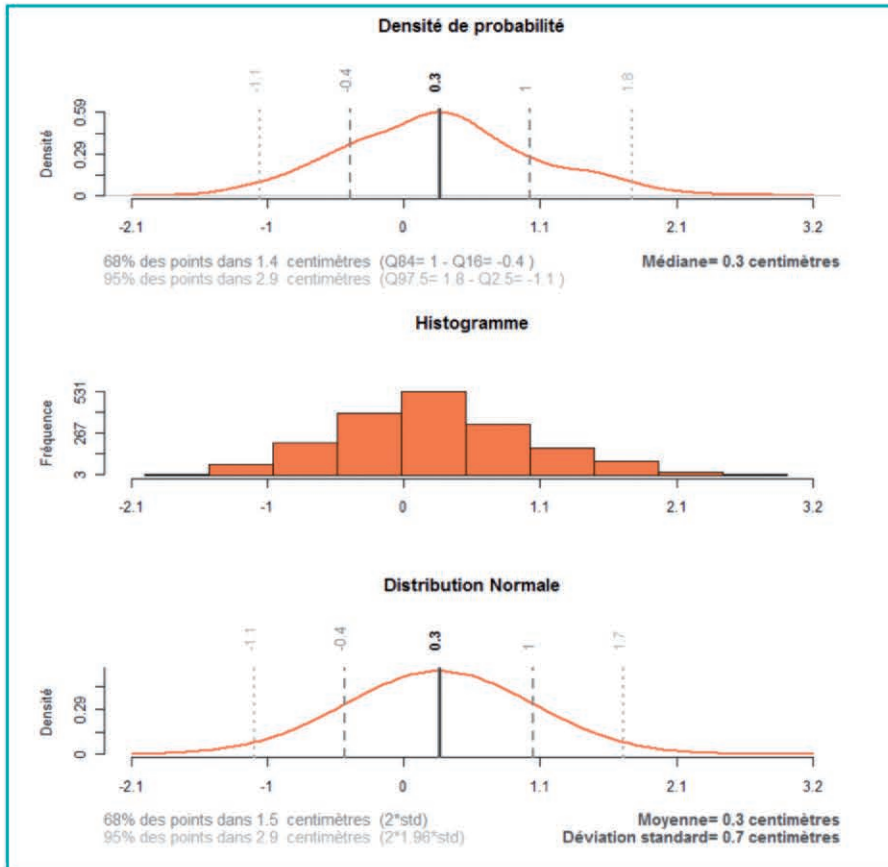 Densité de probabilité
-1.1 -0.4 0.3 1 1.8
Densité
0.59
0.29
0
-2.1 -1 0 1.1 2.1 3.2
68% des points dans 1.4 centimètres (Q84= 1 - Q16= -0.4 )
Médiane= 0.3 centimètres
95% des points dans 2.9 centimètres (Q97.5= 1.8 - Q2.5= -1.1 )
Histogramme
Fréquence
531
267
3
-2.1 -1 0 1.1 2.1 3.2
Distribution Normale
-1.1 -0.4 0.3 1 1.7
Densité
0.29
0
-2.1 -1 0 1.1 2.1 3.2
68% des points dans 1.5 centimètres (2*std)
Moyenne= 0.3 centimètres
95% des points dans 2.9 centimètres (2*1.96*std)
Déviation standard= 0.7 centimètres